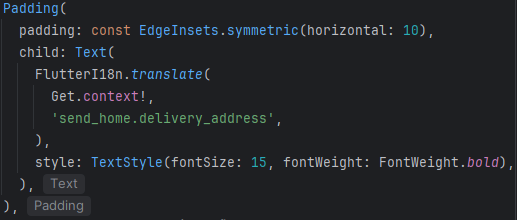 Padding(
  padding: const EdgeInsets.symmetric(horizontal: 10),
  child: Text(
    FlutterI18n.translate(
      Get.context!,
      'send_home.delivery_address',
    ),
    style: TextStyle(fontSize: 15, fontWeight: FontWeight.bold),
  ), Text
), Padding